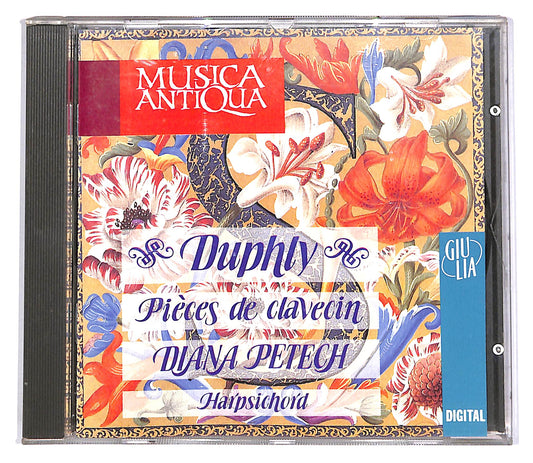 MUSICA
ANTIQUA
Duphly
Pièces de clavecin
DIANA PETECH
Harpsichord
GIU
LIA
DIGITAL